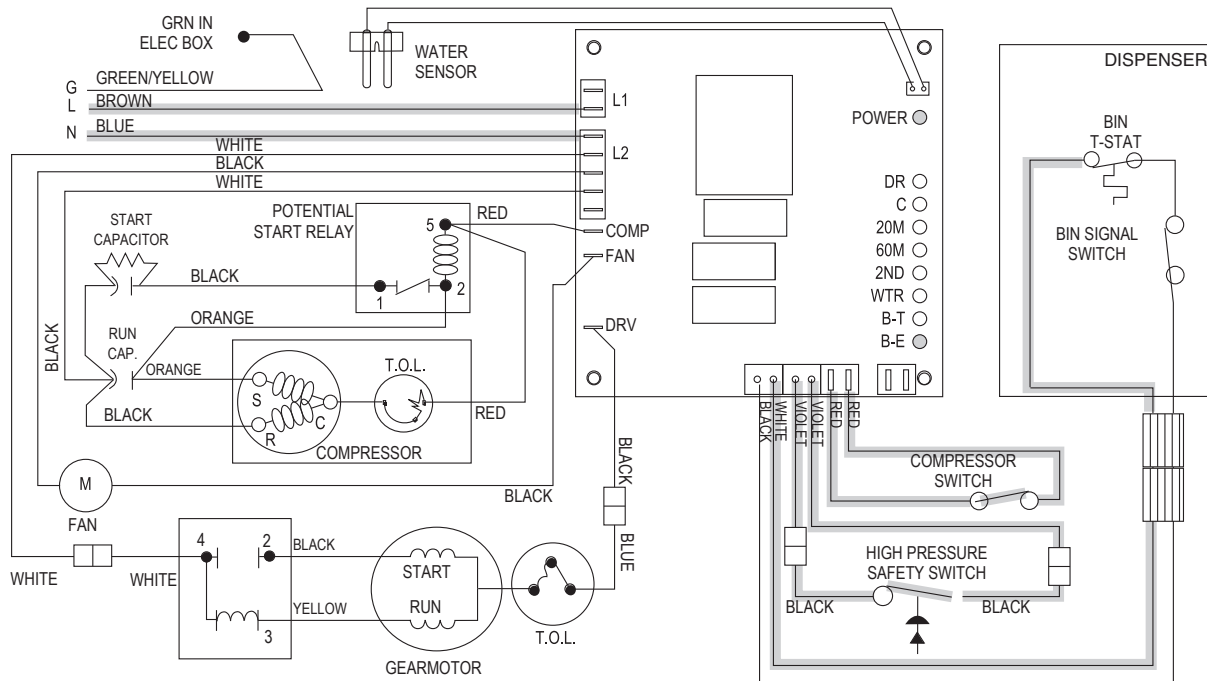 GRN IN
ELEC BOX
WATER
SENSOR
DISPENSER
G
GREEN/YELLOW
L
BROWN
L1
N
BLUE
POWER
BIN
T-STAT
WHITE
L2
BLACK
WHITE
DR
C
20M
60M
2ND
WTR
B-T
B-E
START
CAPACITOR
POTENTIAL
START RELAY
5
RED
COMP
FAN
BIN SIGNAL
SWITCH
BLACK
1
2
ORANGE
DRV
BLACK
RUN
CAP.
ORANGE
T.O.L.
S
C
R
BLACK
RED
COMPRESSOR
BLACK
WHITE
VIOLET
VIOLET
RED
RED
BLACK
BLUE
COMPRESSOR
SWITCH
M
FAN
BLACK
4
2
BLACK
START
WHITE
WHITE
YELLOW
RUN
3
T.O.L.
GEARMOTOR
HIGH PRESSURE
SAFETY SWITCH
BLACK
BLACK